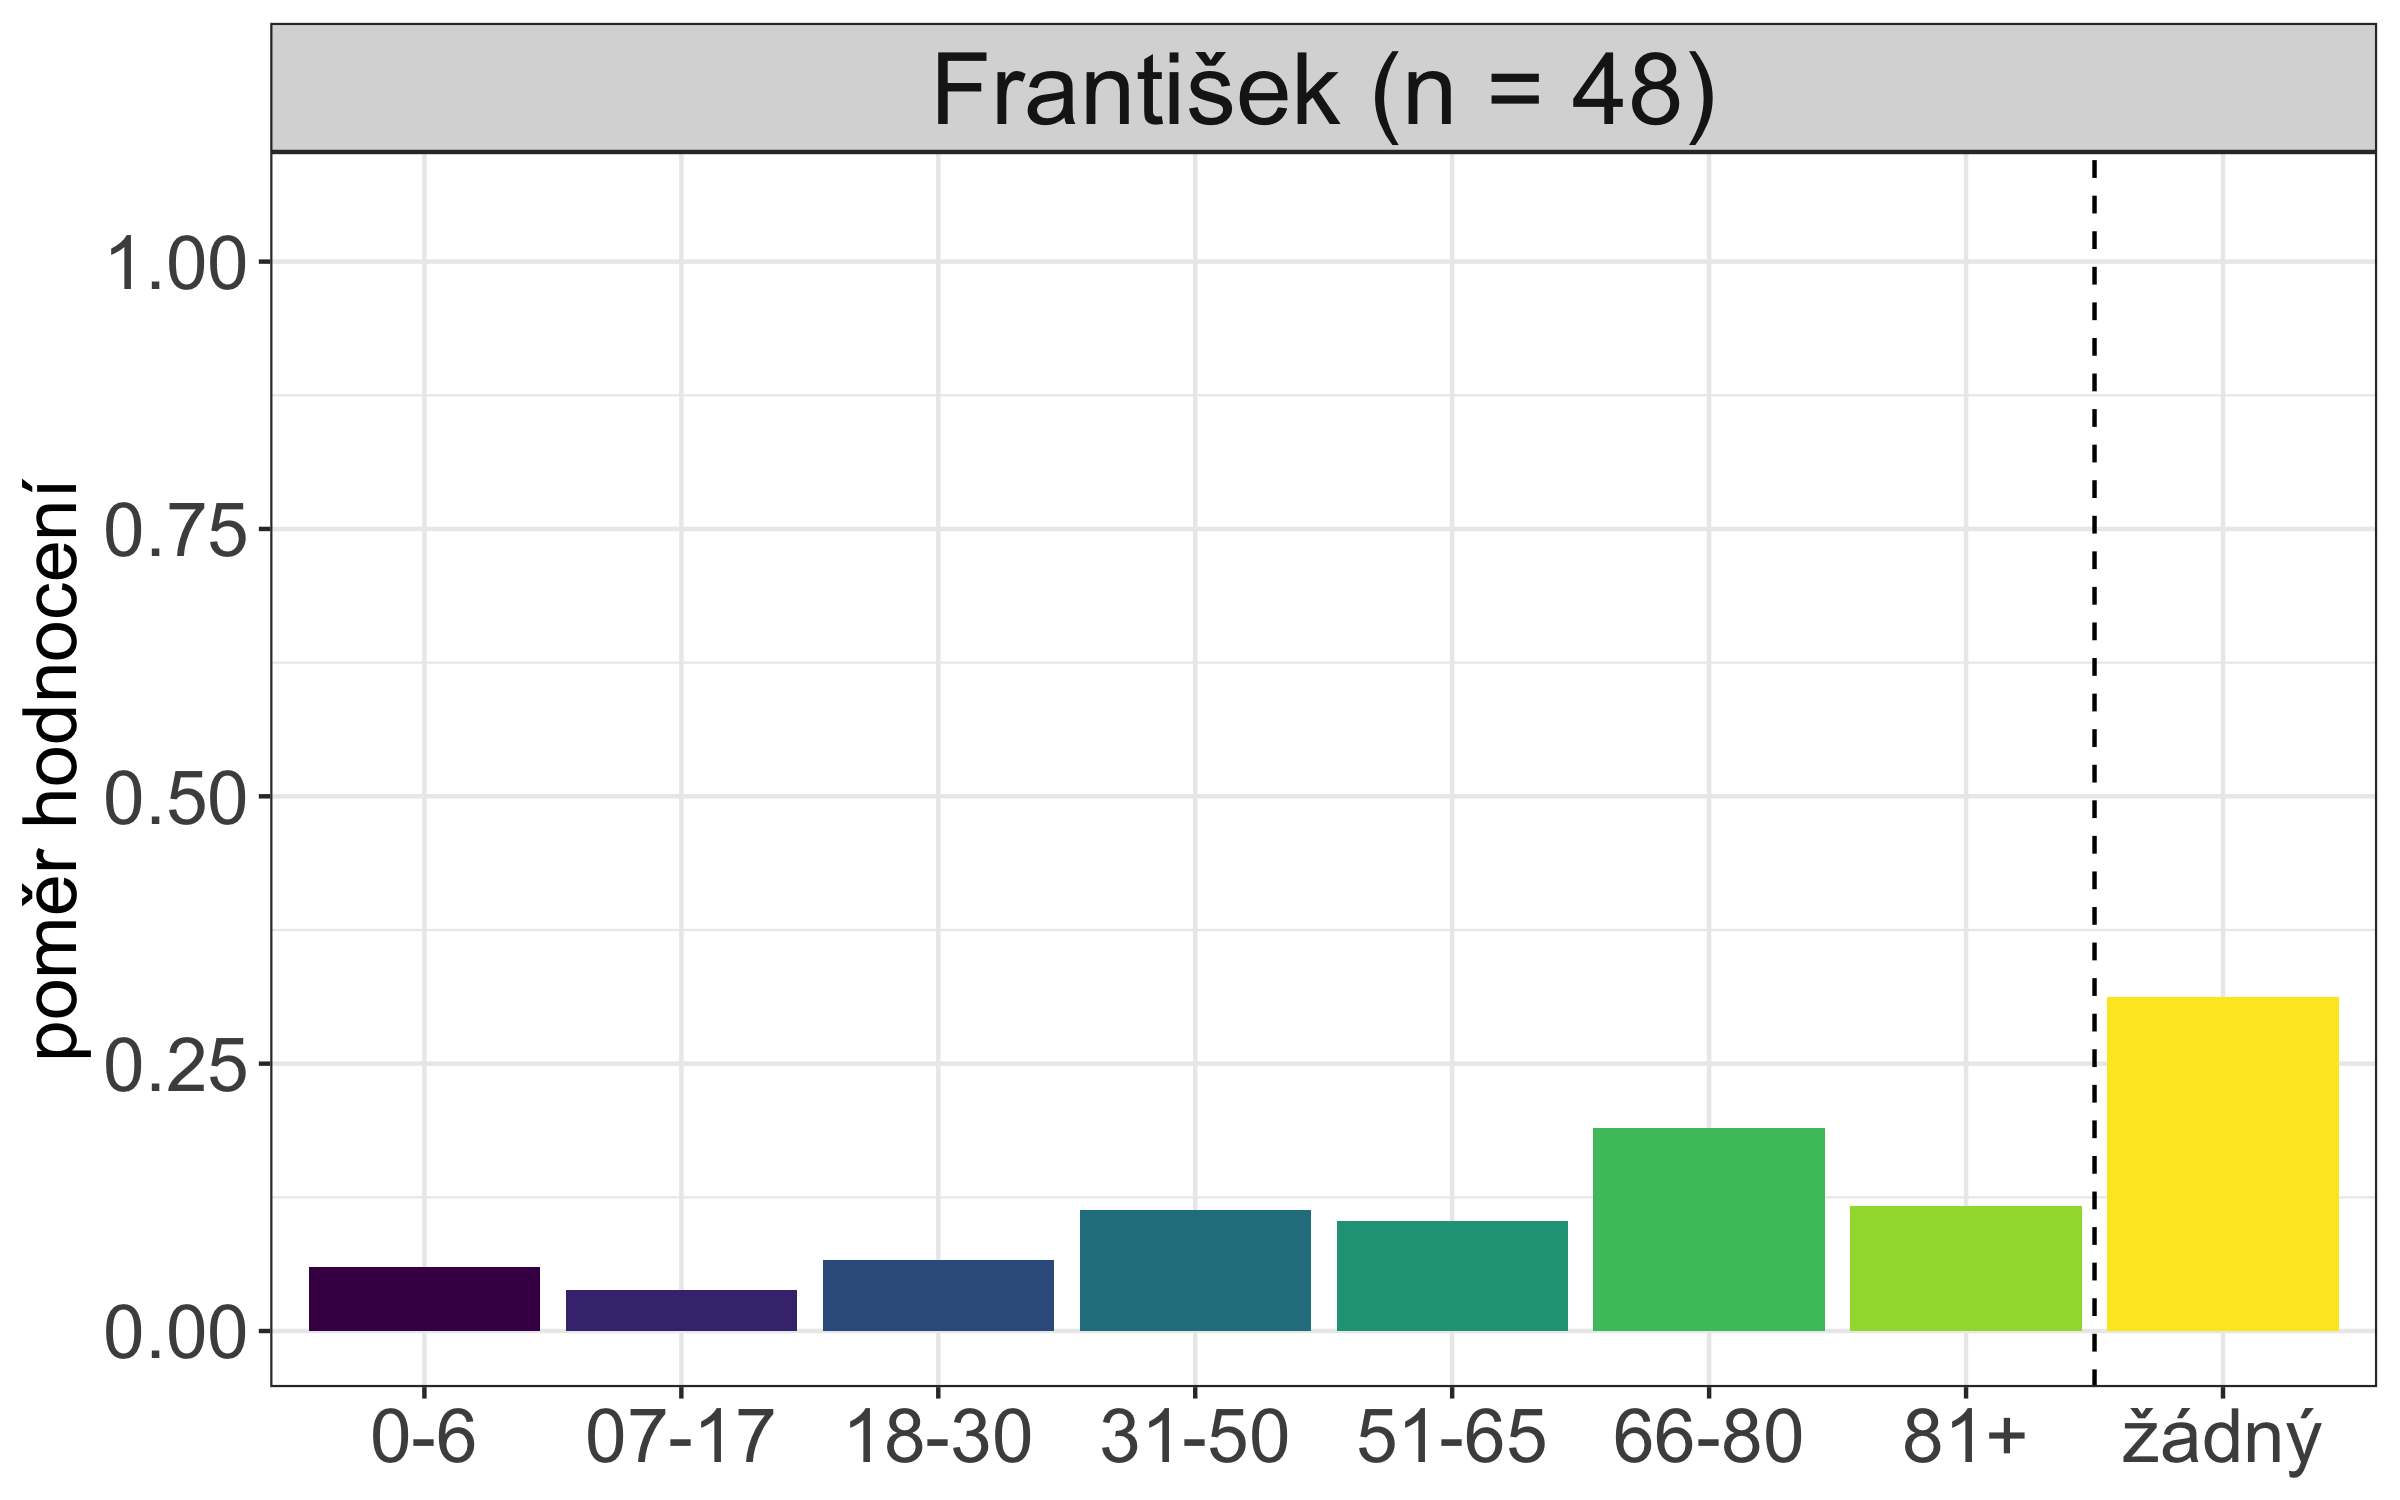 František (n = 48)
poměr hodnocení
1.00
0.75
0.50
0.25
0.00
0-6 07-17 18-30 31-50 51-65 66-80 81+ žádný